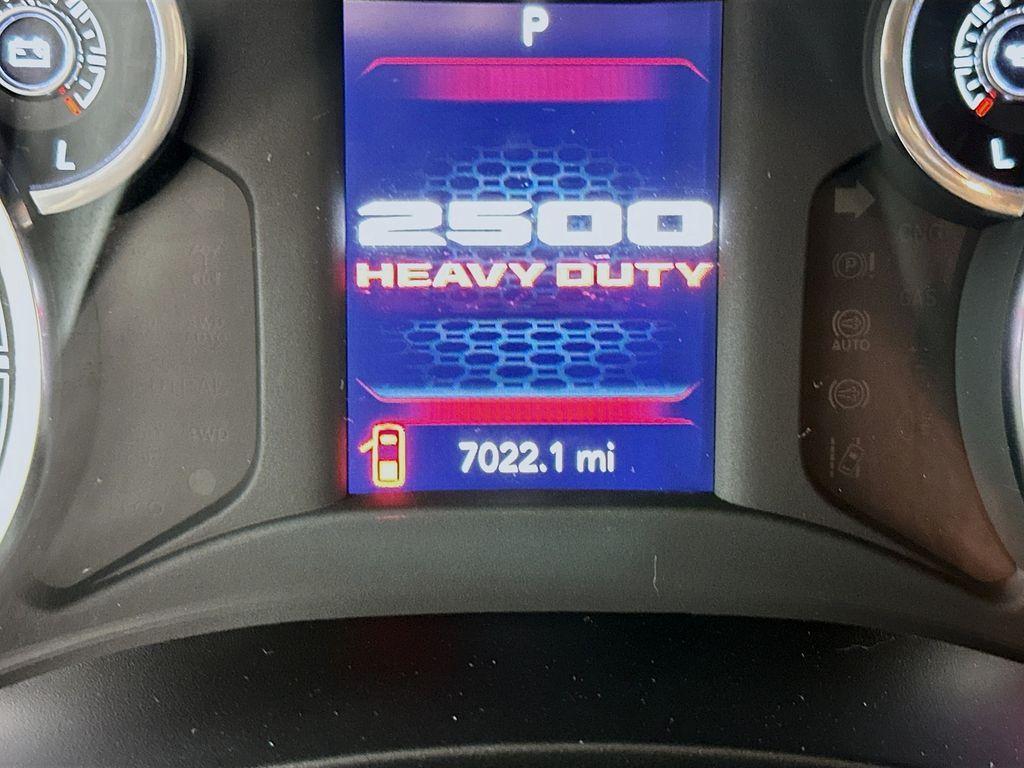 P
L
L
2500
HEAVY DUTY
P !
AUTO
7022.1 mi